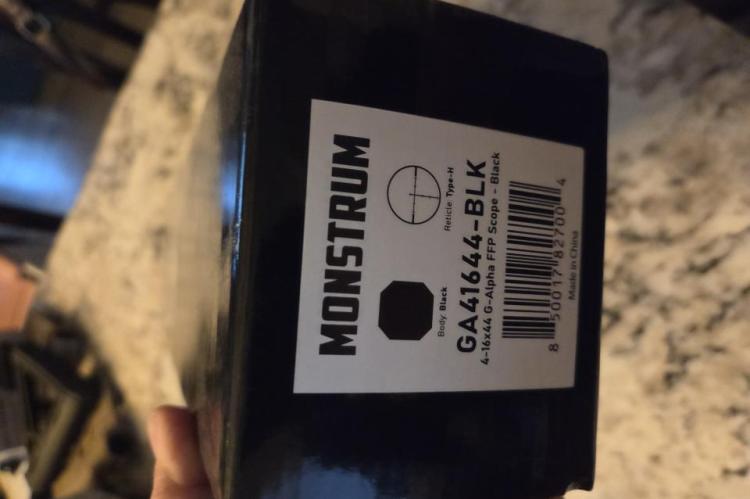 MONSTRUM
Body: Black
Reticle: Type-H
GA41644-BLK
4-16x44 G-Alpha FFP Scope - Black
8 50017 82700 4
Made in China